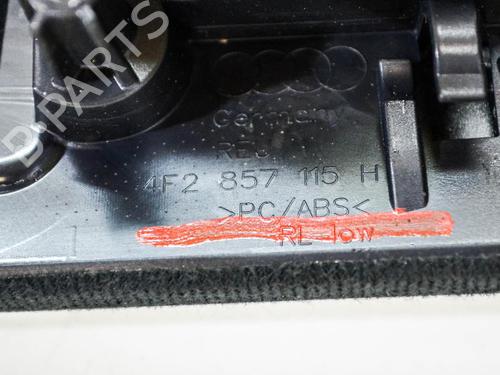 B-PARTS
Germany
4F2 857 115 H
>PC/ABS<
RL low